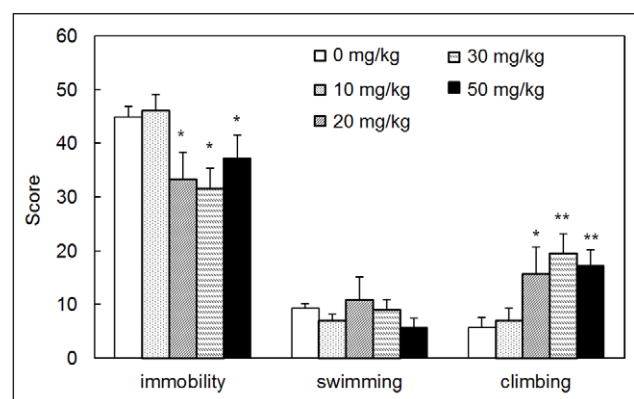 60
50
40
30
20
10
0
Score
0 mg/kg
10 mg/kg
20 mg/kg
30 mg/kg
50 mg/kg
* * *
* ** **
immobility swimming climbing